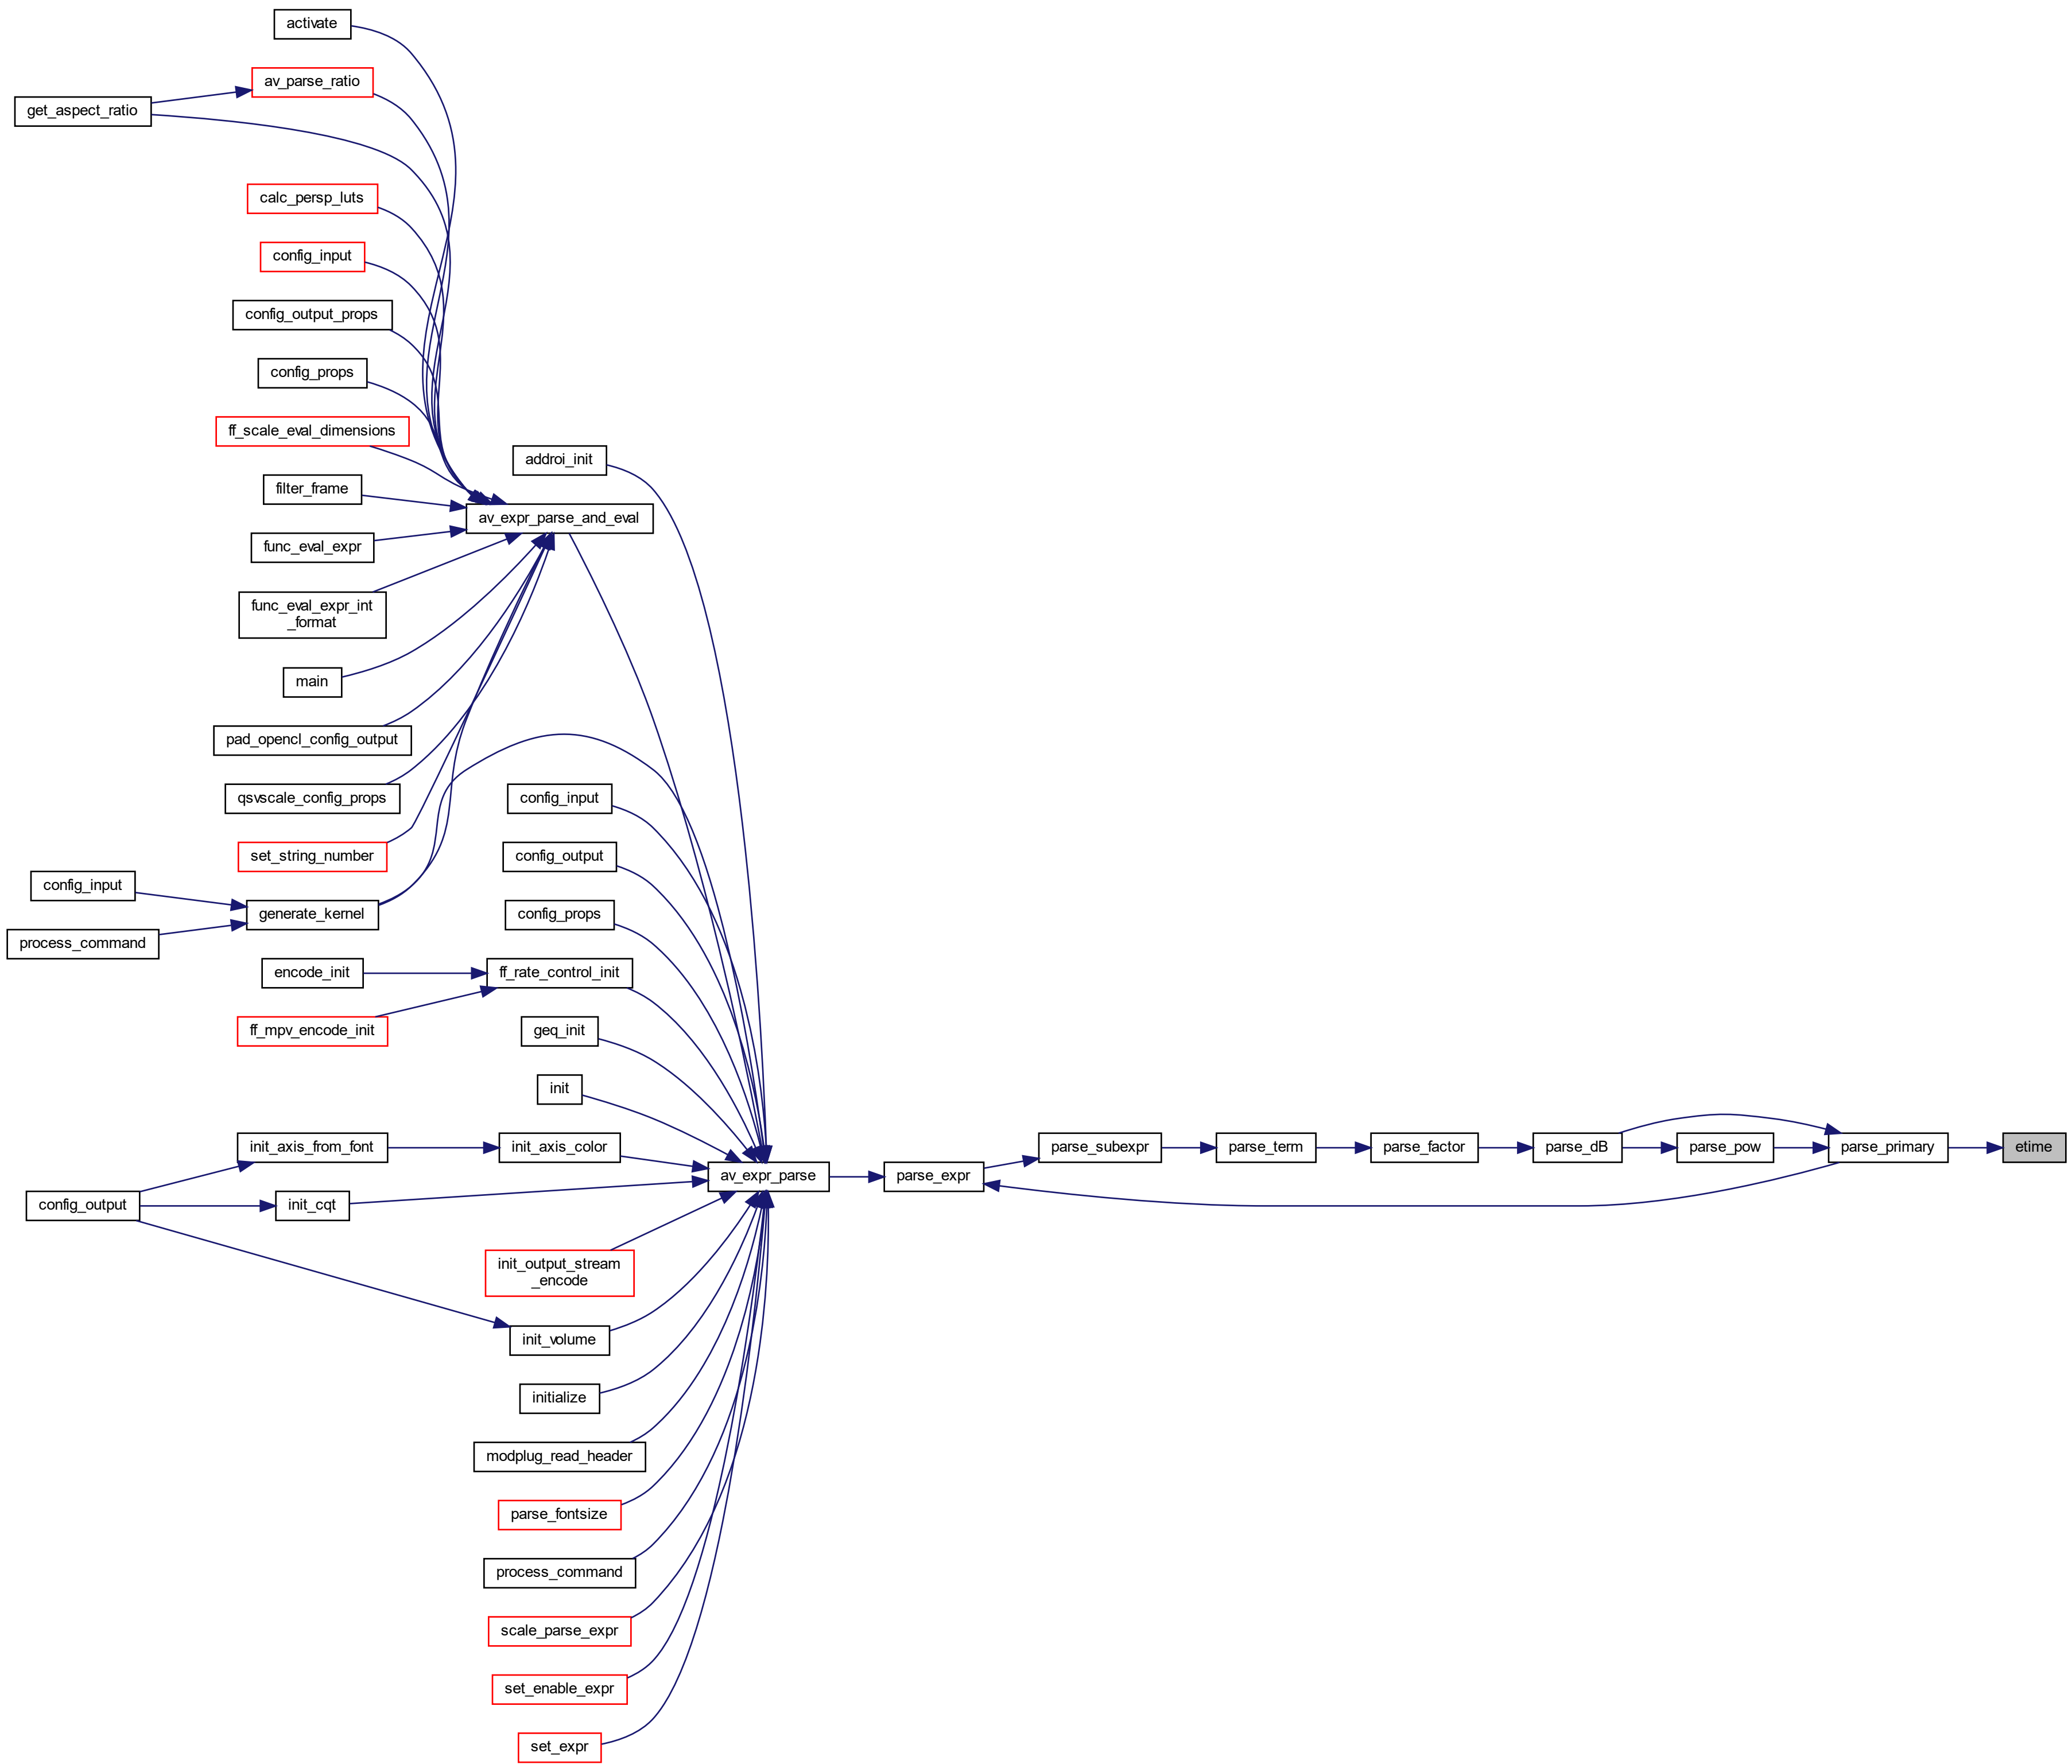 activate
av_parse_ratio
get_aspect_ratio
calc_persp_luts
config_input
config_output_props
config_props
ff_scale_eval_dimensions
addroi_init
filter_frame
av_expr_parse_and_eval
func_eval_expr
func_eval_expr_int
_format
main
pad_opencl_config_output
qsvscale_config_props
config_input
set_string_number
config_output
config_input
generate_kernel
config_props
process_command
encode_init
ff_rate_control_init
ff_mpv_encode_init
geq_init
init
init_axis_from_font
init_axis_color
parse_subexpr
parse_term
parse_factor
parse_dB
parse_pow
parse_primary
etime
av_expr_parse
parse_expr
config_output
init_cqt
init_output_stream
_encode
init_volume
initialize
modplug_read_header
parse_fontsize
process_command
scale_parse_expr
set_enable_expr
set_expr